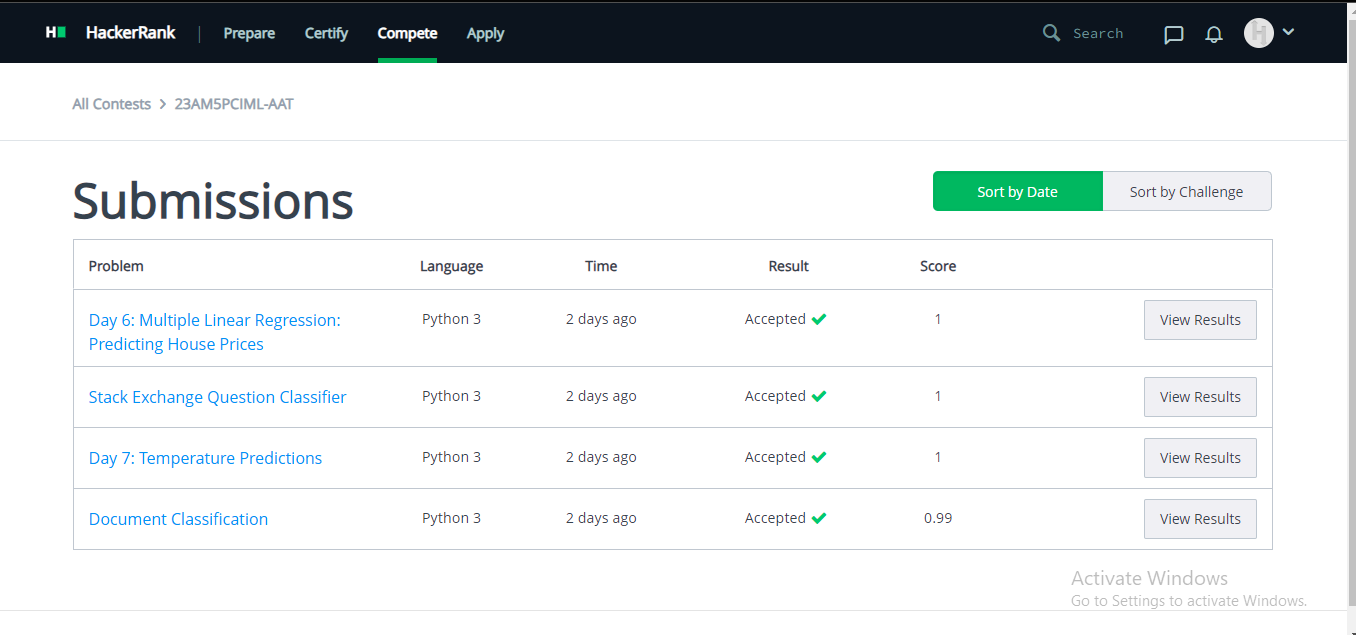 H HackerRank | Prepare Certify Compete Apply Search H
All Contests > 23AM5PCIML-AAT
Submissions Sort by Date Sort by Challenge
Problem Language Time Result Score
Day 6: Multiple Linear Regression: Python 3 2 days ago Accepted 1 View Results
Predicting House Prices
Stack Exchange Question Classifier Python 3 2 days ago Accepted 1 View Results
Day 7: Temperature Predictions Python 3 2 days ago Accepted 1 View Results
Document Classification Python 3 2 days ago Accepted 0.99 View Results
Activate Windows
Go to Settings to activate Windows.